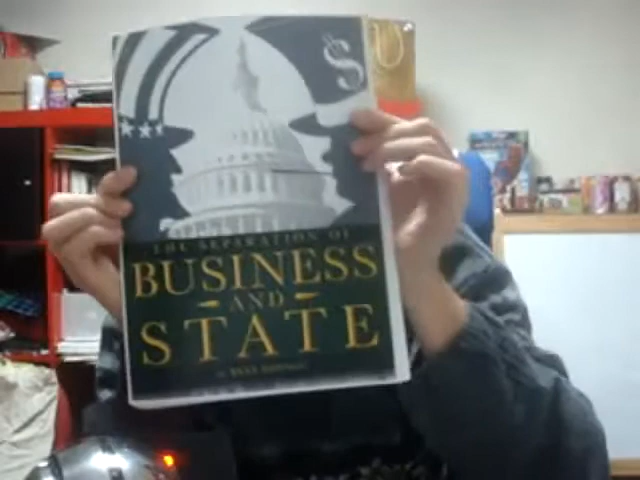 $
U
THE SEPARATION OF
BUSINESS
AND
STATE